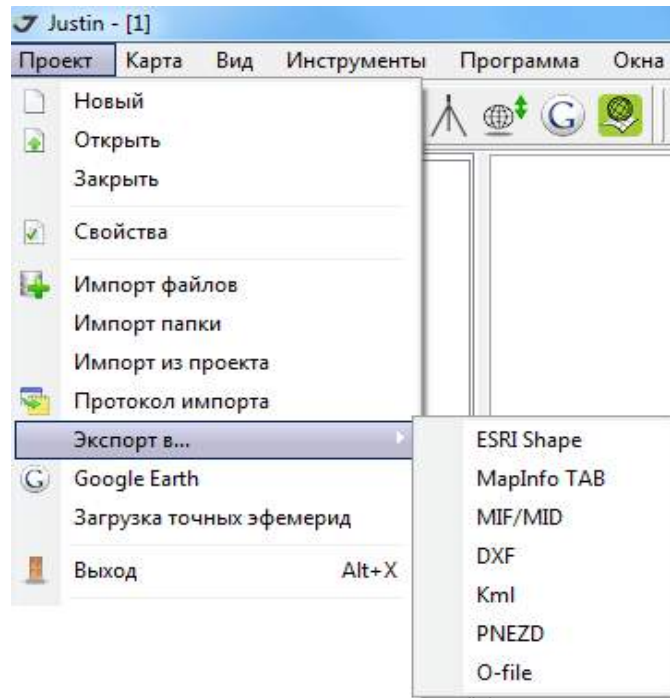 Justin - [1]
Проект Карта Вид Инструменты Программа Окна
Новый
Открыть
Закрыть
Свойства
Импорт файлов
Импорт папки
Импорт из проекта
Протокол импорта
Экспорт в...
Google Earth
Загрузка точных эфемерид
Выход Alt+X
ESRI Shape
MapInfo TAB
MIF/MID
DXF
Kml
PNEZD
O-file